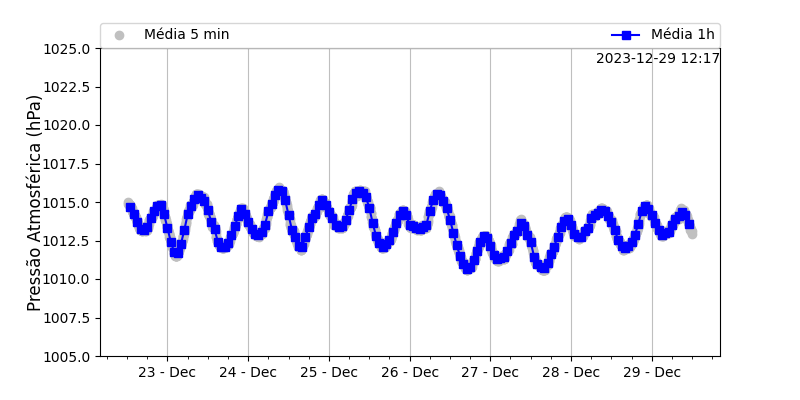 Média 5 min
Média 1h
2023-12-29 12:17
Pressão Atmosférica (hPa)
1025.0
1022.5
1020.0
1017.5
1015.0
1012.5
1010.0
1007.5
1005.0
23 - Dec
24 - Dec
25 - Dec
26 - Dec
27 - Dec
28 - Dec
29 - Dec